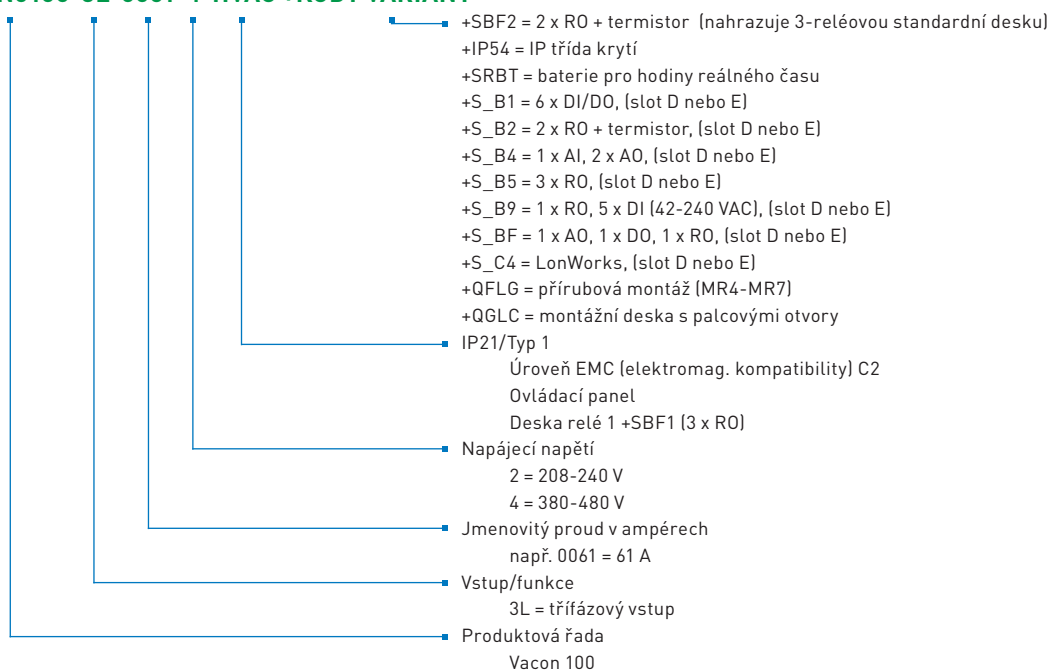 +SBF2 = 2 x RO + termistor (nahrazuje 3-reléovou standardní desku)
+IP54 = IP třída krytí
+SRBT = baterie pro hodiny reálného času
+S_B1 = 6 x DI/DO, (slot D nebo E)
+S_B2 = 2 x RO + termistor, (slot D nebo E)
+S_B4 = 1 x AI, 2 x AO, (slot D nebo E)
+S_B5 = 3 x RO, (slot D nebo E)
+S_B9 = 1 x RO, 5 x DI (42-240 VAC), (slot D nebo E)
+S_BF = 1 x AO, 1 x DO, 1 x RO, (slot D nebo E)
+S_C4 = LonWorks, (slot D nebo E)
+QFLG = přírubová montáž (MR4-MR7)
+QGLC = montážní deska s palcovými otvory
IP21/Typ 1
Úroveň EMC (elektromag. kompatibility) C2
Ovládací panel
Deska relé 1 +SBF1 (3 x RO)
Napájecí napětí
2 = 208-240 V
4 = 380-480 V
Jmenovitý proud v ampérech
např. 0061 = 61 A
Vstup/funkce
3L = třífázový vstup
Produktová řada
Vacon 100